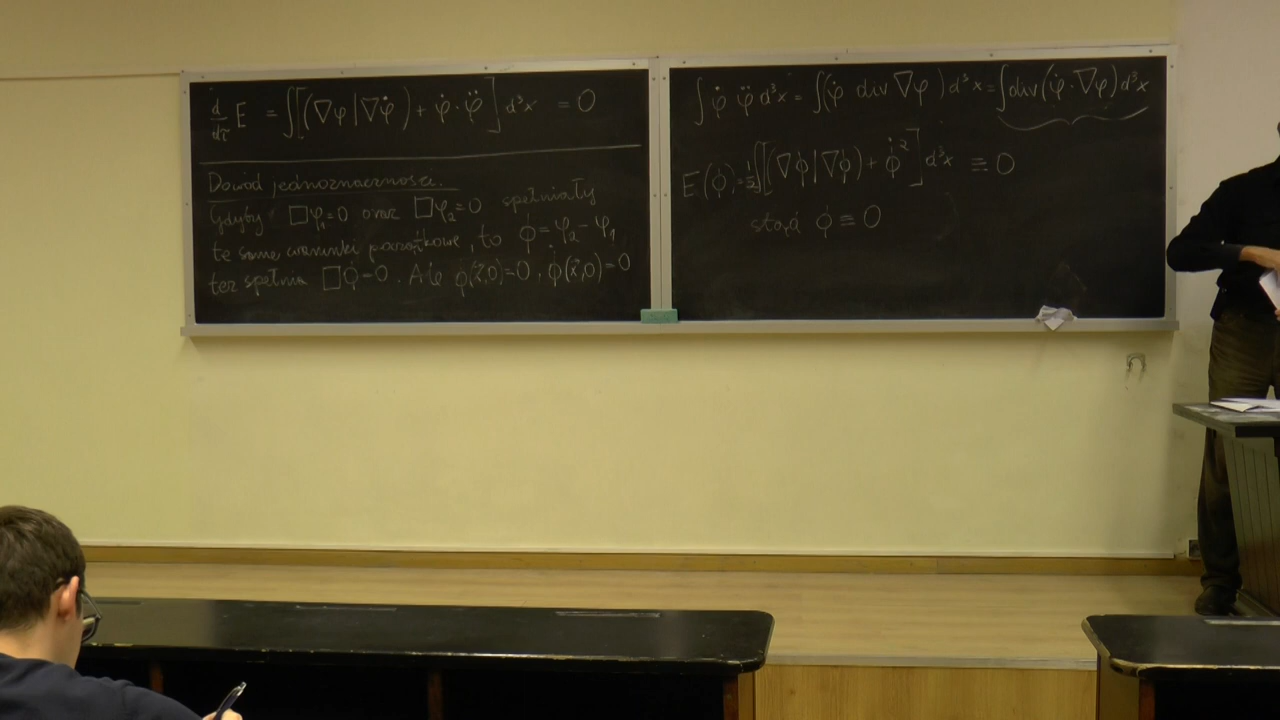 d/dτ E = ∫∫[(∇φ|∇φ̇) + φ̇·φ̈] d³x = 0
Dowód jednoznaczności.
Gdyby □φ₁=0 oraz □φ₂=0 spełniały
te same warunki początkowe, to ϕ=φ₂-φ₁
też spełnia □ϕ=0. Ale ϕ(x⃗,0)=0, ϕ̇(x⃗,0)=0
∫ φ̇ φ̈ d³x = ∫(φ̇ div ∇φ) d³x = ∫div(φ̇·∇φ) d³x
E(ϕ)=½∫∫[(∇ϕ|∇ϕ)+ϕ̇²] d³x ≡ 0
stąd ϕ ≡ 0